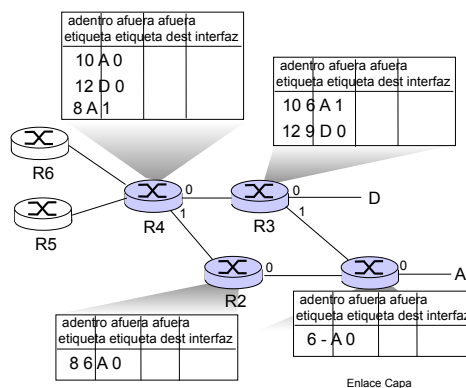 adentro afuera afuera
etiqueta etiqueta dest interfaz
10 A 0
12 D 0
8 A 1
adentro afuera afuera
etiqueta etiqueta dest interfaz
10 6 A 1
12 9 D 0
R6
R5
R4
0
1
R3
0
1
D
R2
0
0
A
adentro afuera afuera
etiqueta etiqueta dest interfaz
8 6 A 0
adentro afuera afuera
etiqueta etiqueta dest interfaz
6 - A 0
Enlace Capa